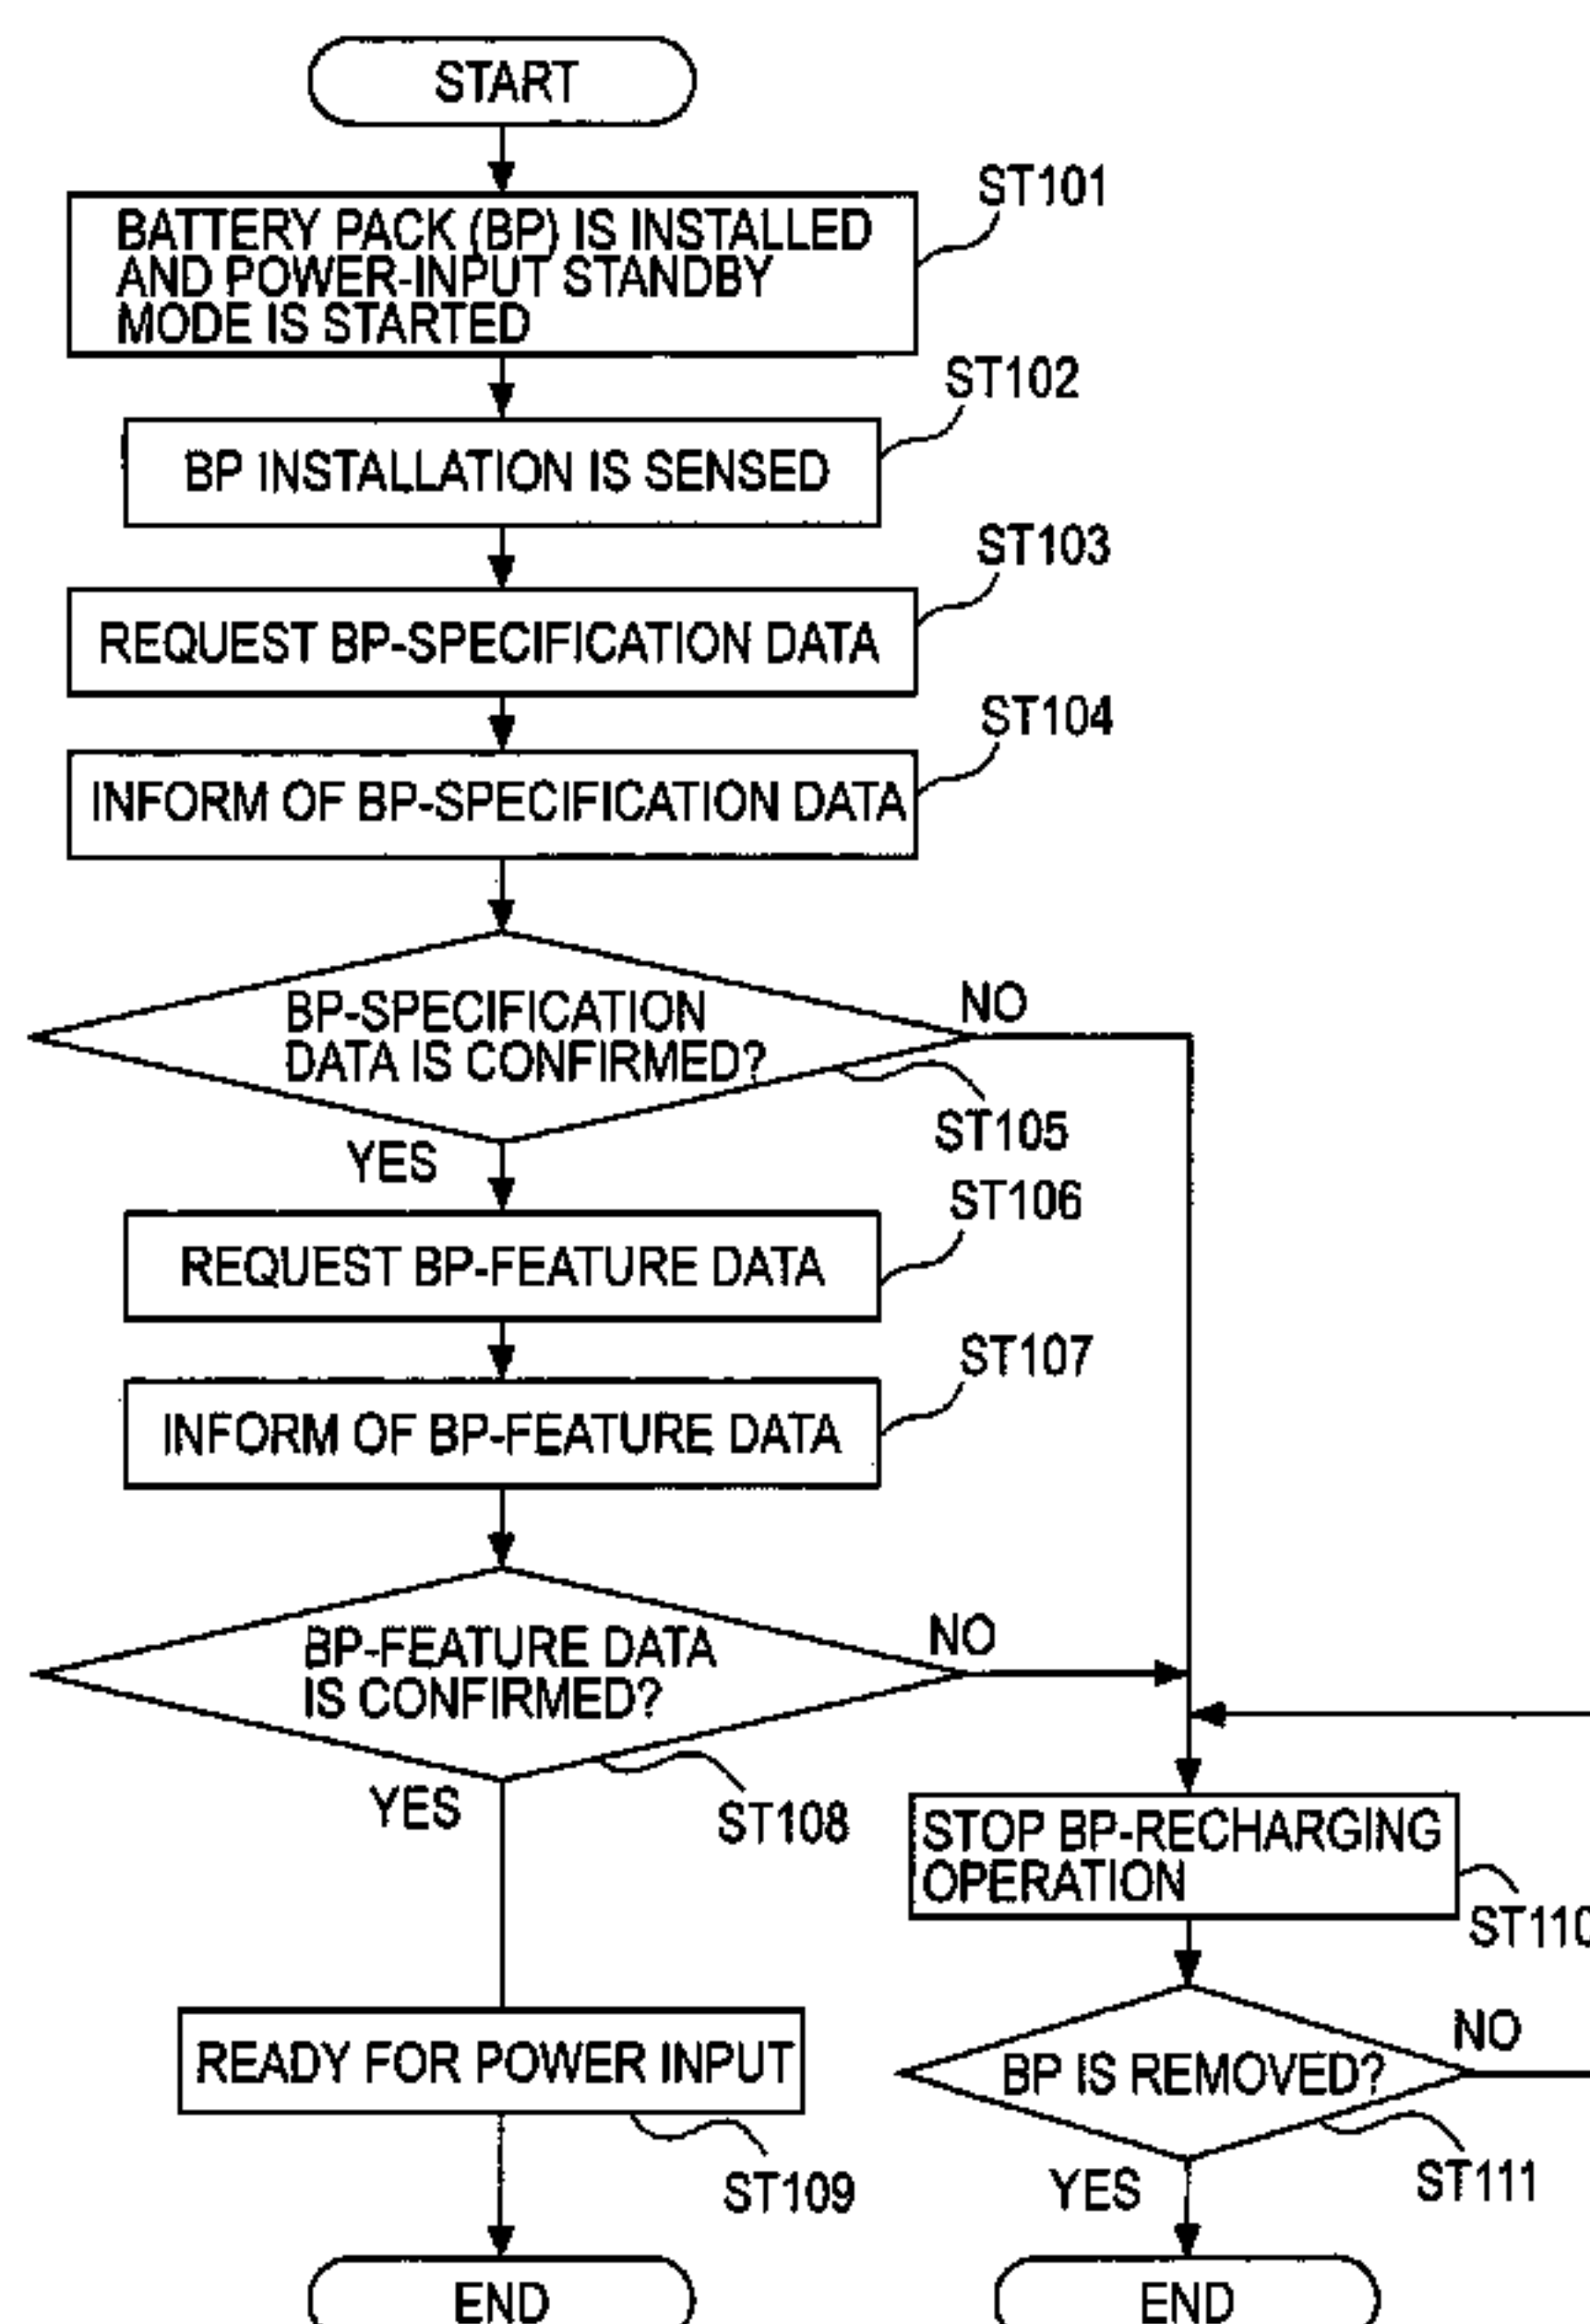 START
ST101
BATTERY PACK (BP) IS INSTALLED
AND POWER-INPUT STANDBY
MODE IS STARTED
ST102
BP INSTALLATION IS SENSED
ST103
REQUEST BP-SPECIFICATION DATA
ST104
INFORM OF BP-SPECIFICATION DATA
BP-SPECIFICATION
DATA IS CONFIRMED?
NO
ST105
YES
ST106
REQUEST BP-FEATURE DATA
ST107
INFORM OF BP-FEATURE DATA
BP-FEATURE DATA
IS CONFIRMED?
NO
YES
ST108
STOP BP-RECHARGING
OPERATION
ST110
READY FOR POWER INPUT
BP IS REMOVED?
NO
ST109
YES
ST111
END
END